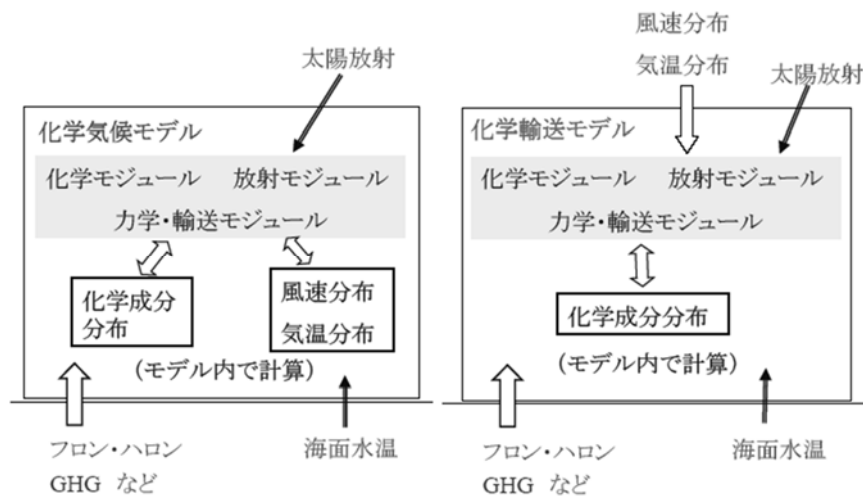 太陽放射
化学気候モデル
化学モジュール 放射モジュール
力学・輸送モジュール
化学成分
分布
風速分布
気温分布
(モデル内で計算)
フロン・ハロン
GHG など
海面水温
風速分布
気温分布
太陽放射
化学輸送モデル
化学モジュール 放射モジュール
力学・輸送モジュール
化学成分分布
(モデル内で計算)
フロン・ハロン
GHG など
海面水温